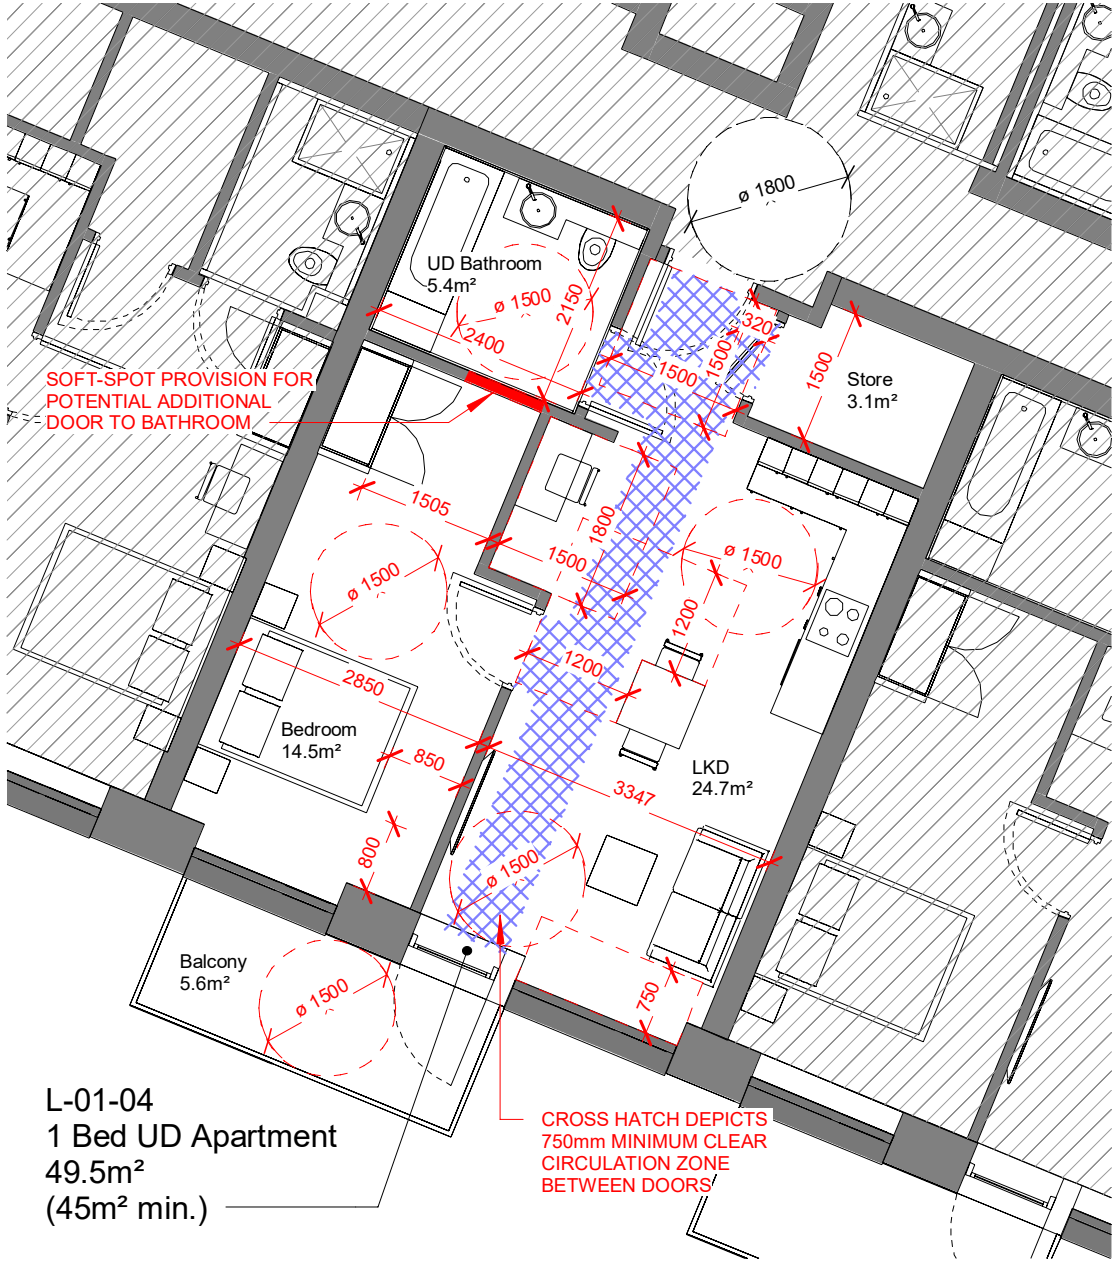 ø 1800
UD Bathroom
5.4m²
ø 1500
2150
2400
320
1500
1500
1500
Store
3.1m²
SOFT-SPOT PROVISION FOR
POTENTIAL ADDITIONAL
DOOR TO BATHROOM
1505
1800
1500
ø 1500
ø 1500
1200
1200
2850
Bedroom
14.5m²
850
LKD
24.7m²
3347
800
ø 1500
Balcony
5.6m²
ø 1500
750
L-01-04
1 Bed UD Apartment
49.5m²
(45m² min.)
CROSS HATCH DEPICTS
750mm MINIMUM CLEAR
CIRCULATION ZONE
BETWEEN DOORS